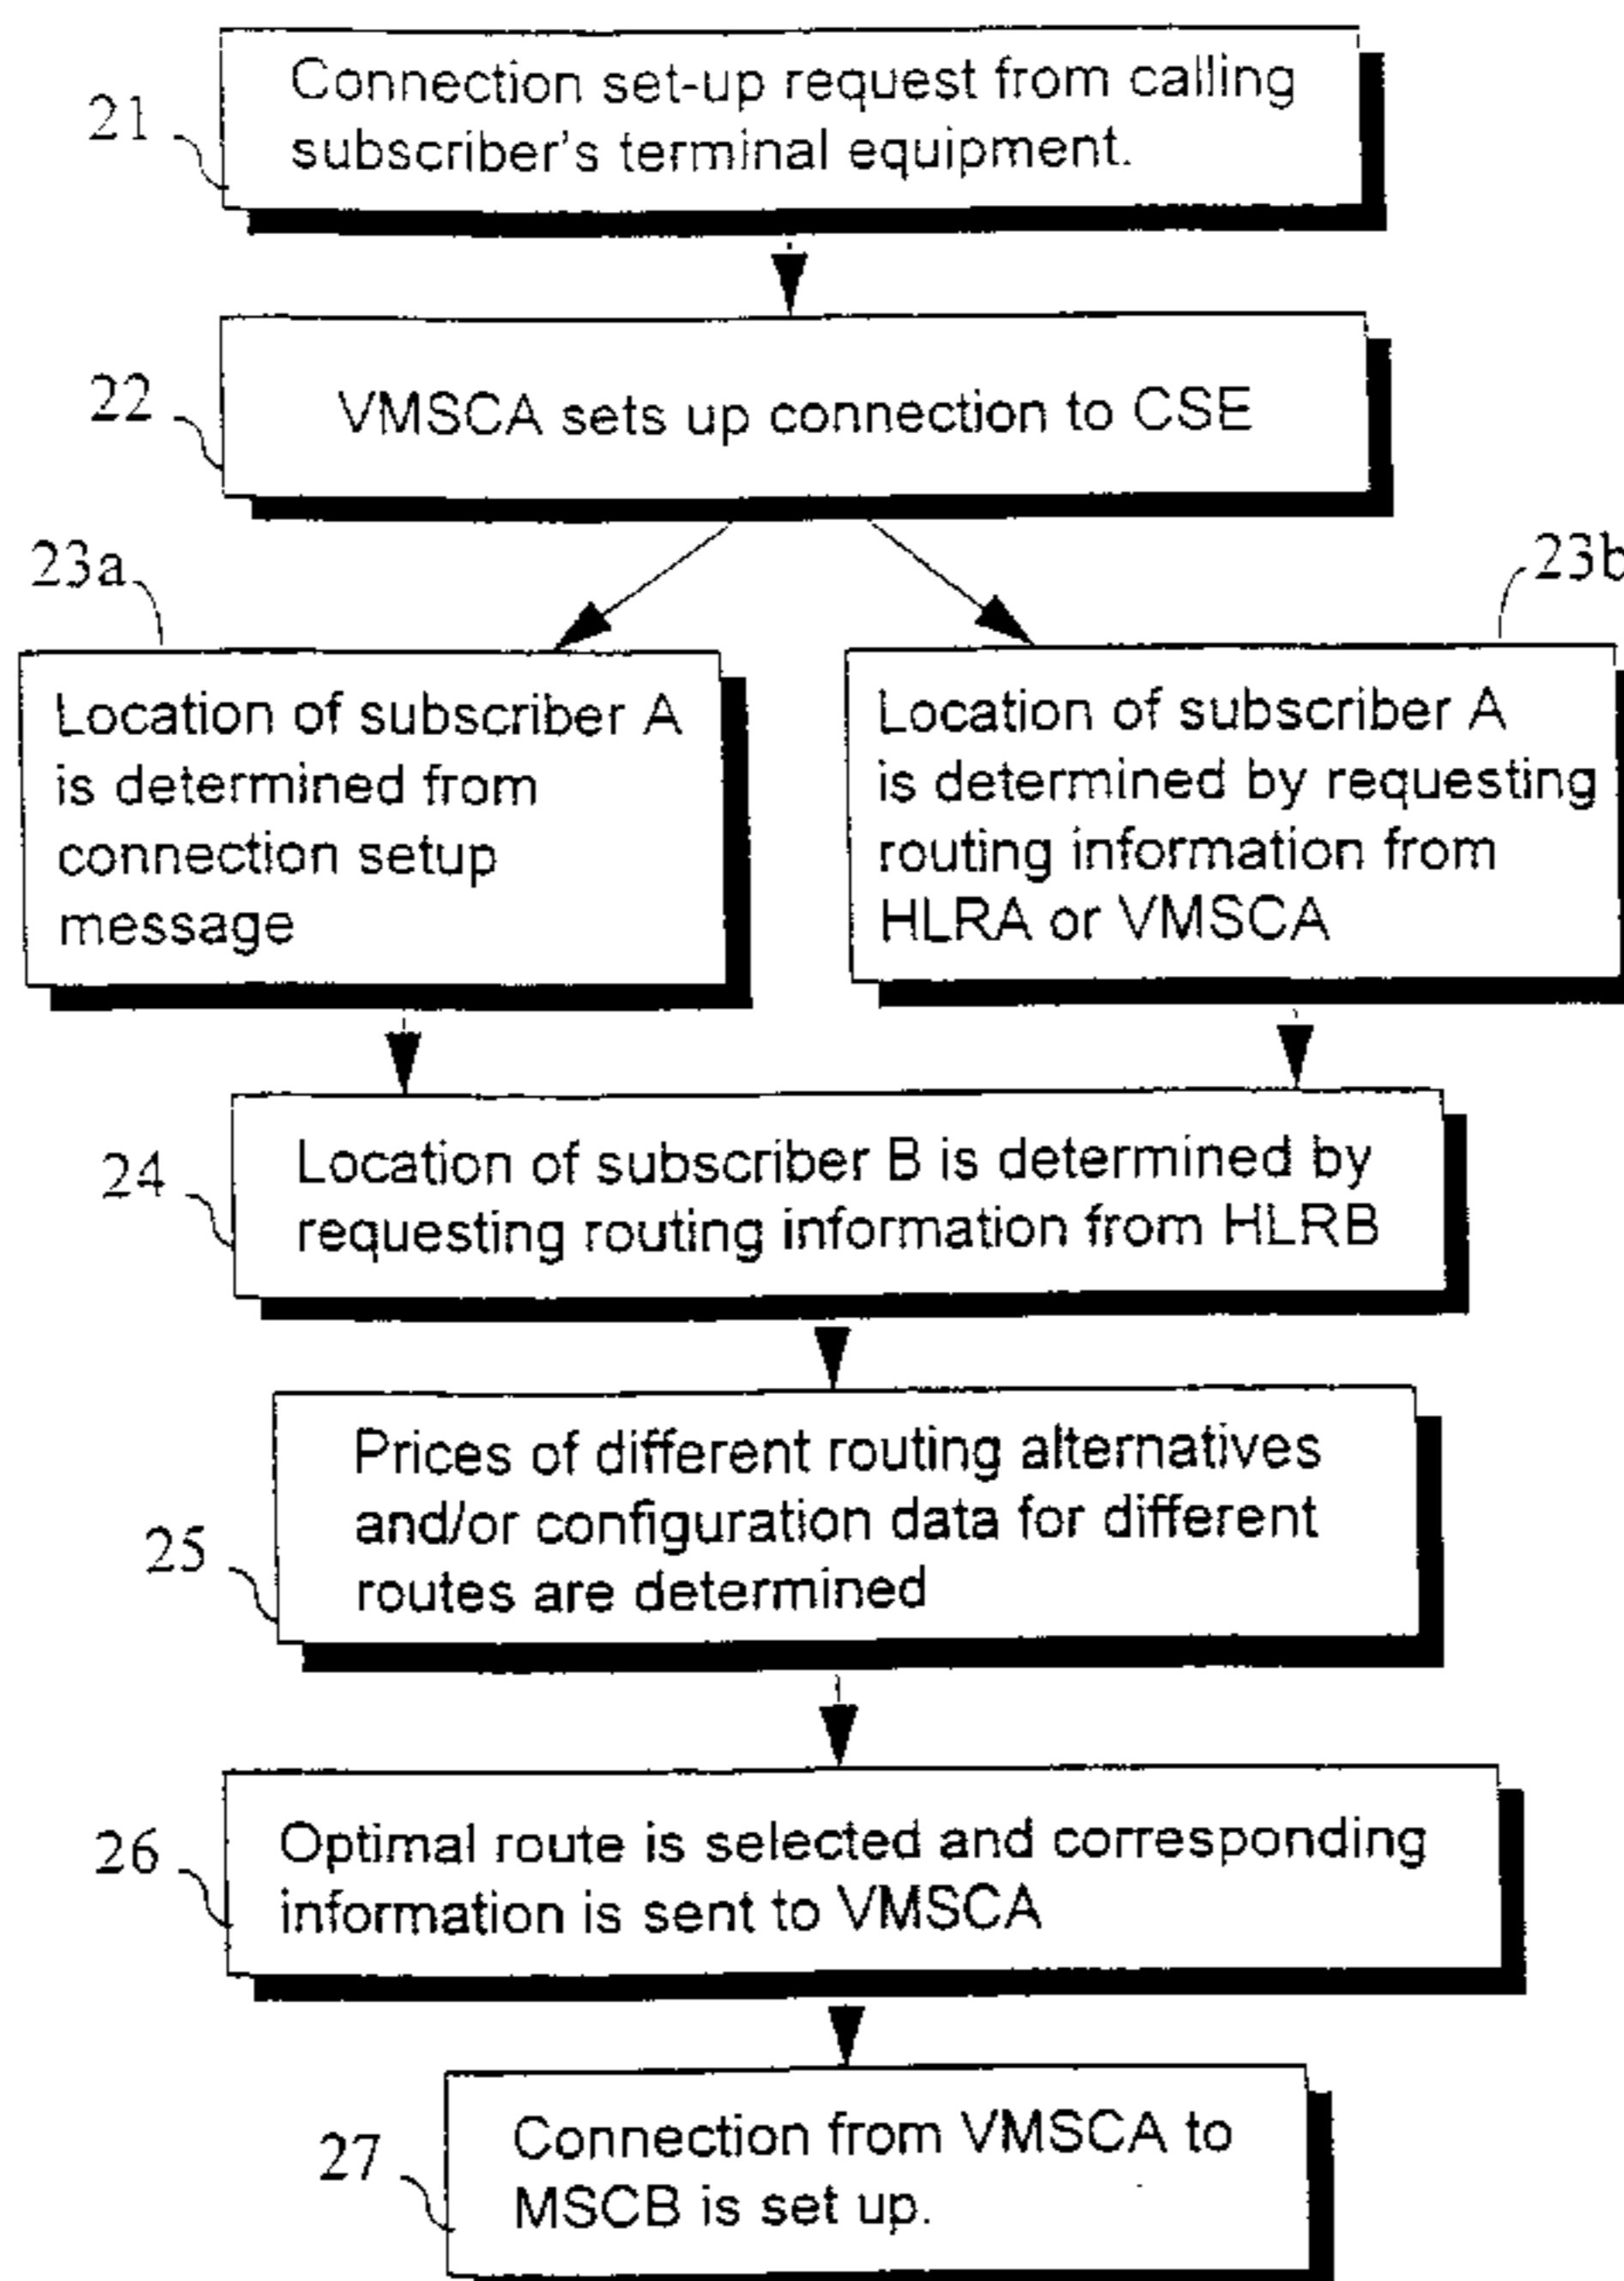 21
Connection set-up request from calling
subscriber's terminal equipment.
22
VMSCA sets up connection to CSE
23a
23b
Location of subscriber A
is determined from
connection setup
message
Location of subscriber A
is determined by requesting
routing information from
HLRA or VMSCA
24
Location of subscriber B is determined by
requesting routing information from HLRB
25
Prices of different routing alternatives
and/or configuration data for different
routes are determined
26
Optimal route is selected and corresponding
information is sent to VMSCA
27
Connection from VMSCA to
MSCB is set up.